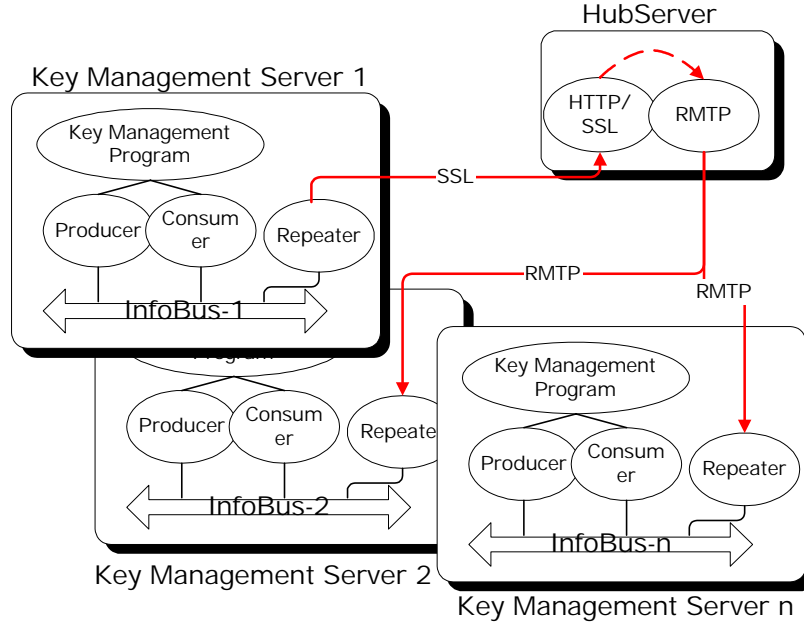 HubServer
Key Management Server 1
HTTP/
SSL
RMTP
Key Management
Program
SSL
Producer
Consum
er
Repeater
InfoBus-1
RMTP
RMTP
Program
Key Management
Program
Producer
Consum
er
Repeate
Producer
Consum
er
Repeater
InfoBus-2
InfoBus-n
Key Management Server 2
Key Management Server n